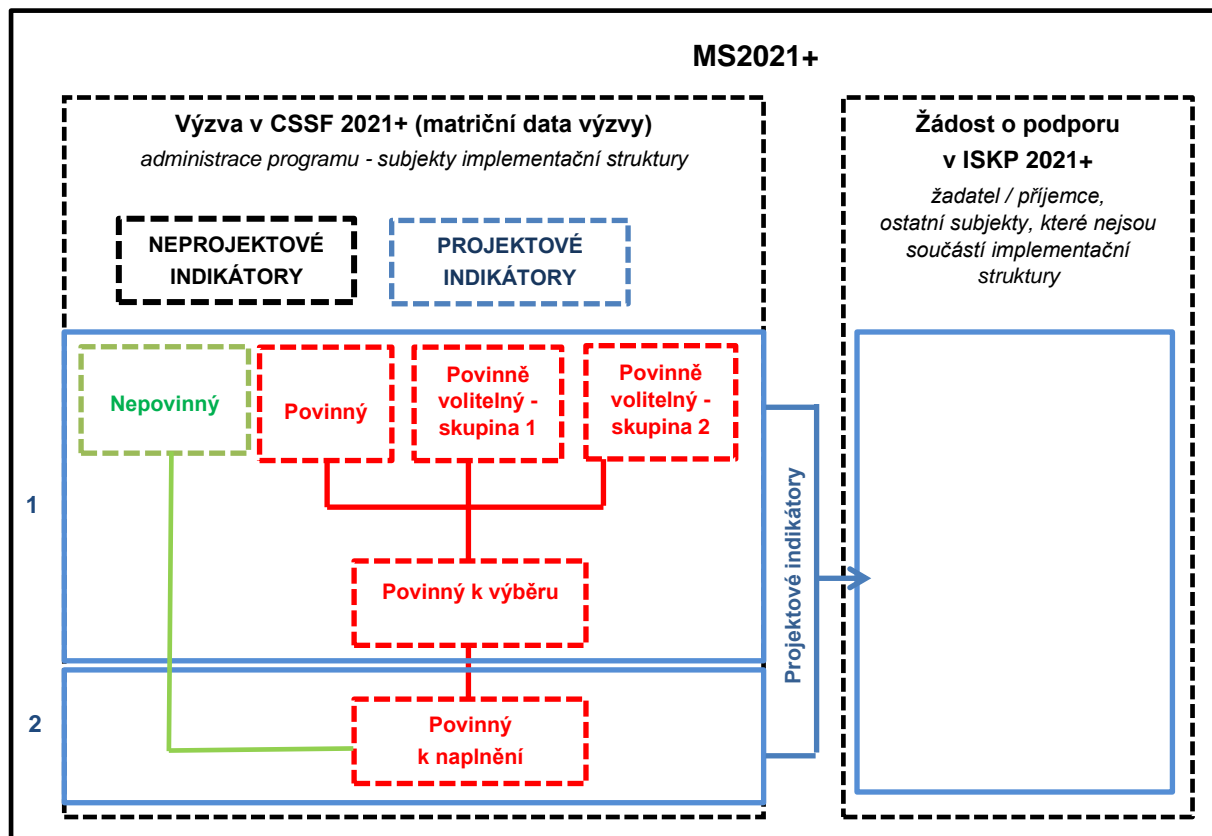 MS2021+
Výzva v CSSF 2021+ (matriční data výzvy)
administrace programu - subjekty implementační struktury
NEPROJEKTOVÉ
INDIKÁTORY
PROJEKTOVÉ
INDIKÁTORY
Žádost o podporu
v ISKP 2021+
žadatel / příjemce,
ostatní subjekty, které nejsou
součástí implementační
struktury
1
Nepovinný
Povinný
Povinně
volitelný -
skupina 1
Povinně
volitelný -
skupina 2
Povinný k výběru
2
Povinný
k naplnění
Projektové indikátory